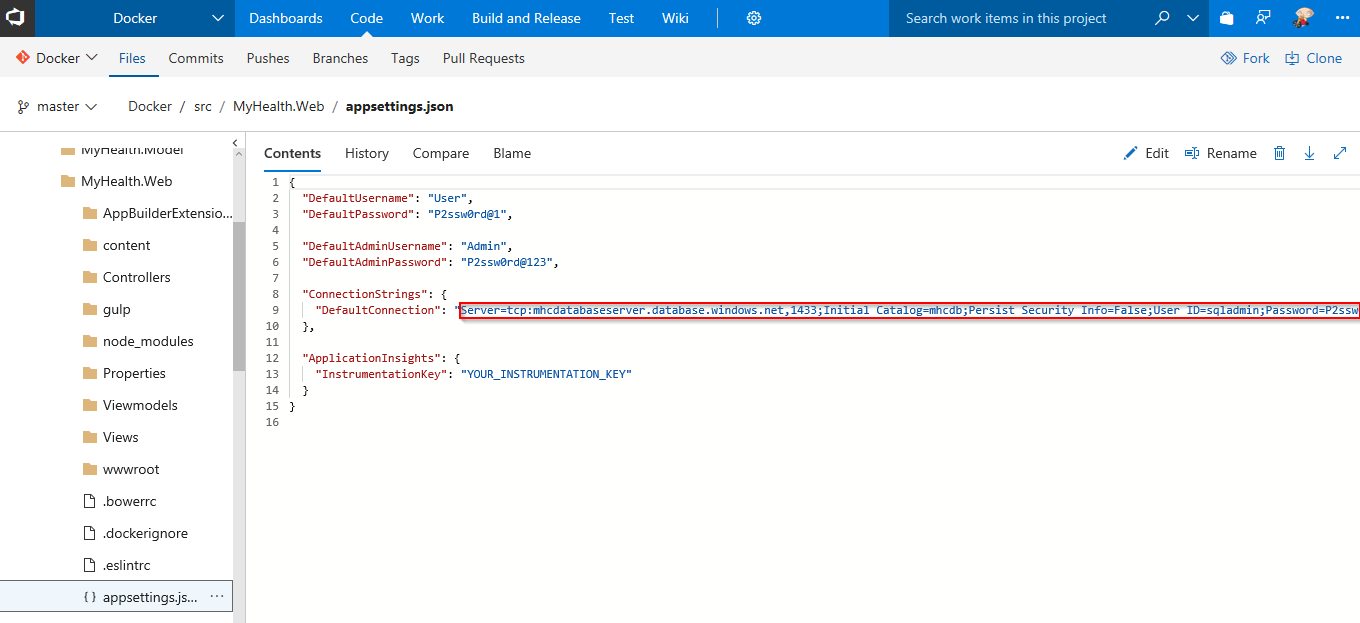 Docker Dashboards Code Work Build and Release Test Wiki Search work items in this project
Docker Files Commits Pushes Branches Tags Pull Requests Fork Clone
master Docker / src / MyHealth.Web / appsettings.json
MyHealth.Model
MyHealth.Web
AppBuilderExtensio...
content
Controllers
gulp
node_modules
Properties
Viewmodels
Views
wwwroot
.bowerrc
.dockerignore
.eslintrc
{ } appsettings.js... ...
Contents History Compare Blame Edit Rename
1 {
2 "DefaultUsername": "User",
3 "DefaultPassword": "P2ssw0rd@1",
4
5 "DefaultAdminUsername": "Admin",
6 "DefaultAdminPassword": "P2ssw0rd@123",
7
8 "ConnectionStrings": {
9 "DefaultConnection": "Server=tcp:mhcdatabaseserver.database.windows.net,1433;Initial Catalog=mhcdb;Persist Security Info=False;User ID=sqladmin;Password=P2ssw
10 },
11
12 "ApplicationInsights": {
13 "InstrumentationKey": "YOUR_INSTRUMENTATION_KEY"
14 }
15 }
16